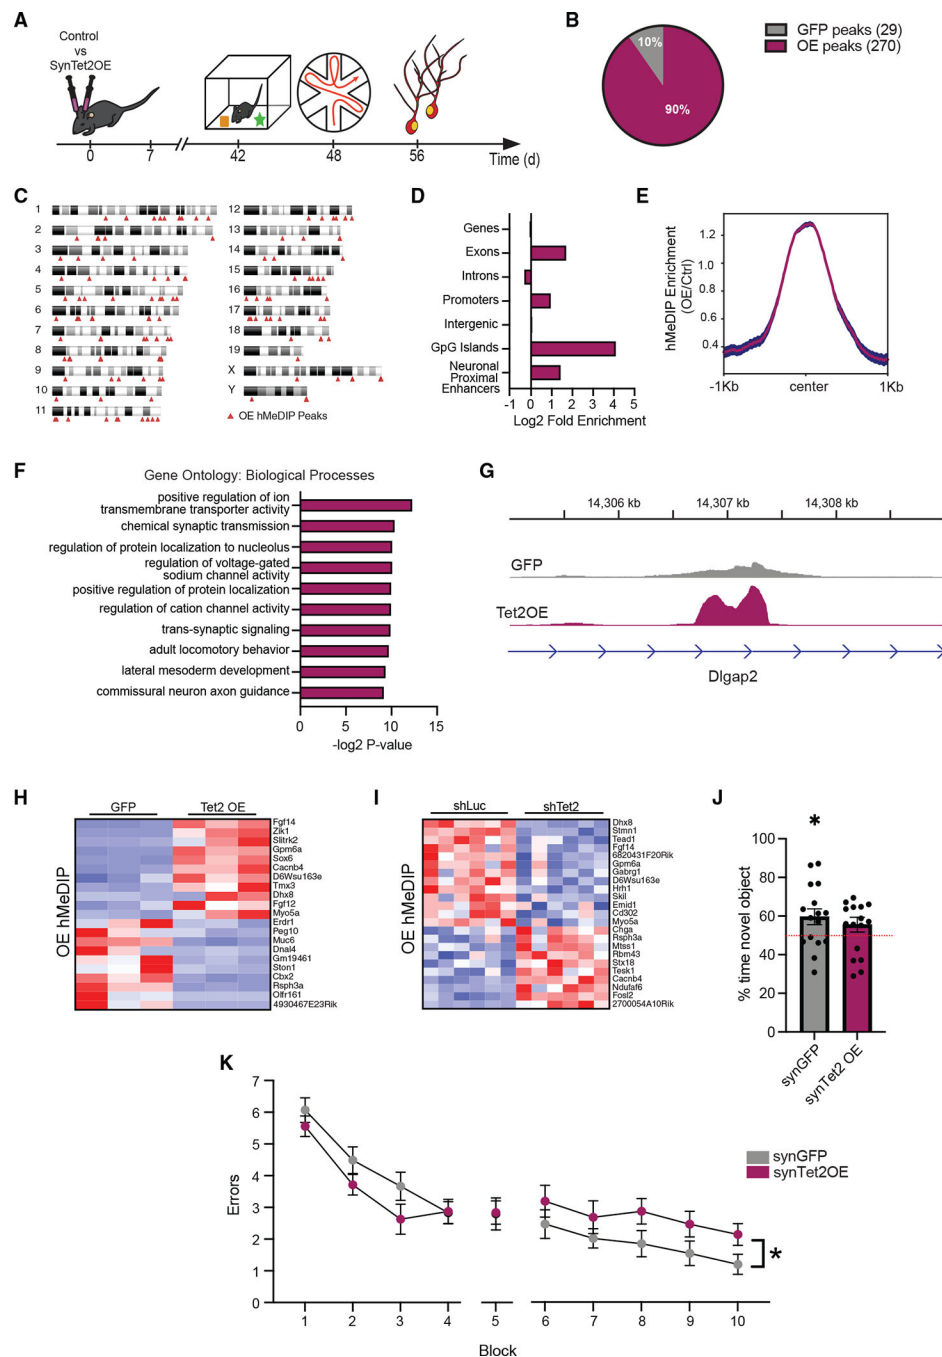 A
Control
vs
SynTet2OE
0
7
42
48
56
Time (d)
B
10%
90%
GFP peaks (29)
OE peaks (270)
C
1
2
3
4
5
6
7
8
9
10
11
12
13
14
15
16
17
18
19
X
Y
OE hMeDIP Peaks
D
Genes
Exons
Introns
Promoters
Intergenic
GpG Islands
Neuronal
Proximal
Enhancers
-1 0 1 2 3 4 5
Log2 Fold Enrichment
E
hMeDIP Enrichment
(OE/Ctrl)
1.2
1.0
0.8
0.6
0.4
-1Kb center 1Kb
F
Gene Ontology: Biological Processes
positive regulation of ion
transmembrane transporter activity
chemical synaptic transmission
regulation of protein localization to nucleolus
regulation of voltage-gated
sodium channel activity
positive regulation of protein localization
regulation of cation channel activity
trans-synaptic signaling
adult locomotory behavior
lateral mesoderm development
commissural neuron axon guidance
0 5 10 15
-log2 P-value
G
14,306 kb 14,307 kb 14,308 kb
GFP
Tet2OE
Dlgap2
H
GFP Tet2 OE
OE hMeDIP
Fgf14
Zik1
Slitrk2
Gpm6a
Sox6
Cacnb4
D6Wsu163e
Tmx3
Dhx8
Fgf12
Myo5a
Erdr1
Peg10
Muc6
Dnal4
Gm19461
Ston1
Cbx2
Rsph3a
Olfr161
4930467E23Rik
I
shLuc shTet2
OE hMeDIP
Dhx8
Stmn1
Tead1
Fgf14
6820431F20Rik
Gpm6a
Gabrg1
D6Wsu163e
Hrh1
Skil
Emid1
Cd302
Myo5a
Chga
Rsph3a
Mtss1
Rbm43
Stx18
Tesk1
Cacnb4
Ndufaf6
Fosl2
2700054A10Rik
J
*
% time novel object
100
80
60
40
20
0
synGFP
synTet2 OE
K
Errors
7
6
5
4
3
2
1
0
1 2 3 4 5 6 7 8 9 10
Block
synGFP
synTet2OE
*